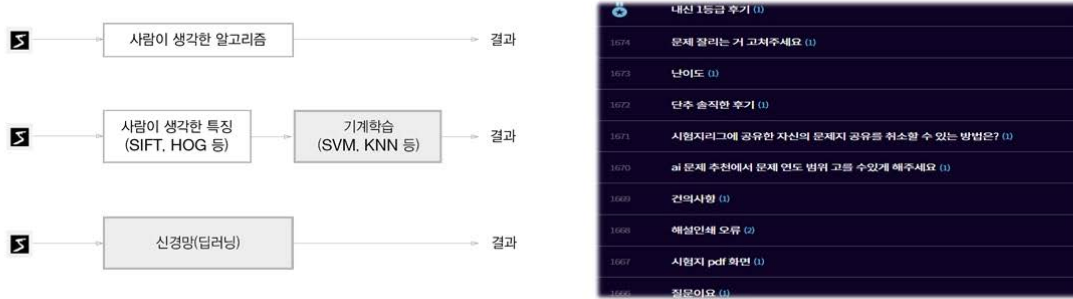 사람이 생각한 알고리즘
결과
사람이 생각한 특징
(SIFT, HOG 등)
기계학습
(SVM, KNN 등)
결과
신경망(딥러닝)
결과
내신 1등급 후기 (1)
1674 문제 잘리는 거 고쳐주세요 (1)
1673 난이도 (1)
1672 단추 솔직한 후기 (1)
1671 시험지리그에 공유한 자신의 문제지 공유를 취소할 수 있는 방법은? (1)
1670 ai 문제 추천에서 문제 연도 범위 고를 수있게 해주세요 (1)
1669 건의사항 (1)
1668 해설인쇄 오류 (2)
1667 시험지 pdf 화면 (1)
1666 질문이요 (1)